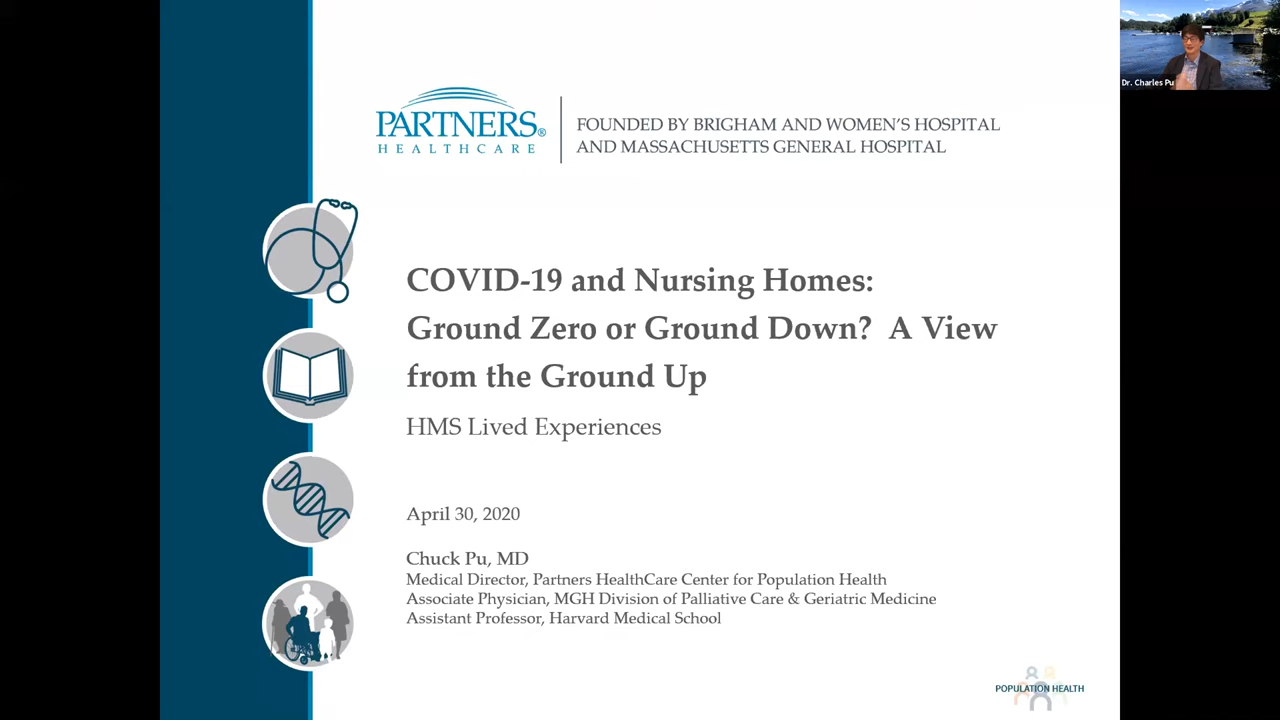 PARTNERS®
HEALTHCARE
FOUNDED BY BRIGHAM AND WOMEN'S HOSPITAL
AND MASSACHUSETTS GENERAL HOSPITAL
Dr. Charles Pu
COVID-19 and Nursing Homes:
Ground Zero or Ground Down? A View
from the Ground Up
HMS Lived Experiences
April 30, 2020
Chuck Pu, MD
Medical Director, Partners HealthCare Center for Population Health
Associate Physician, MGH Division of Palliative Care & Geriatric Medicine
Assistant Professor, Harvard Medical School
POPULATION HEALTH